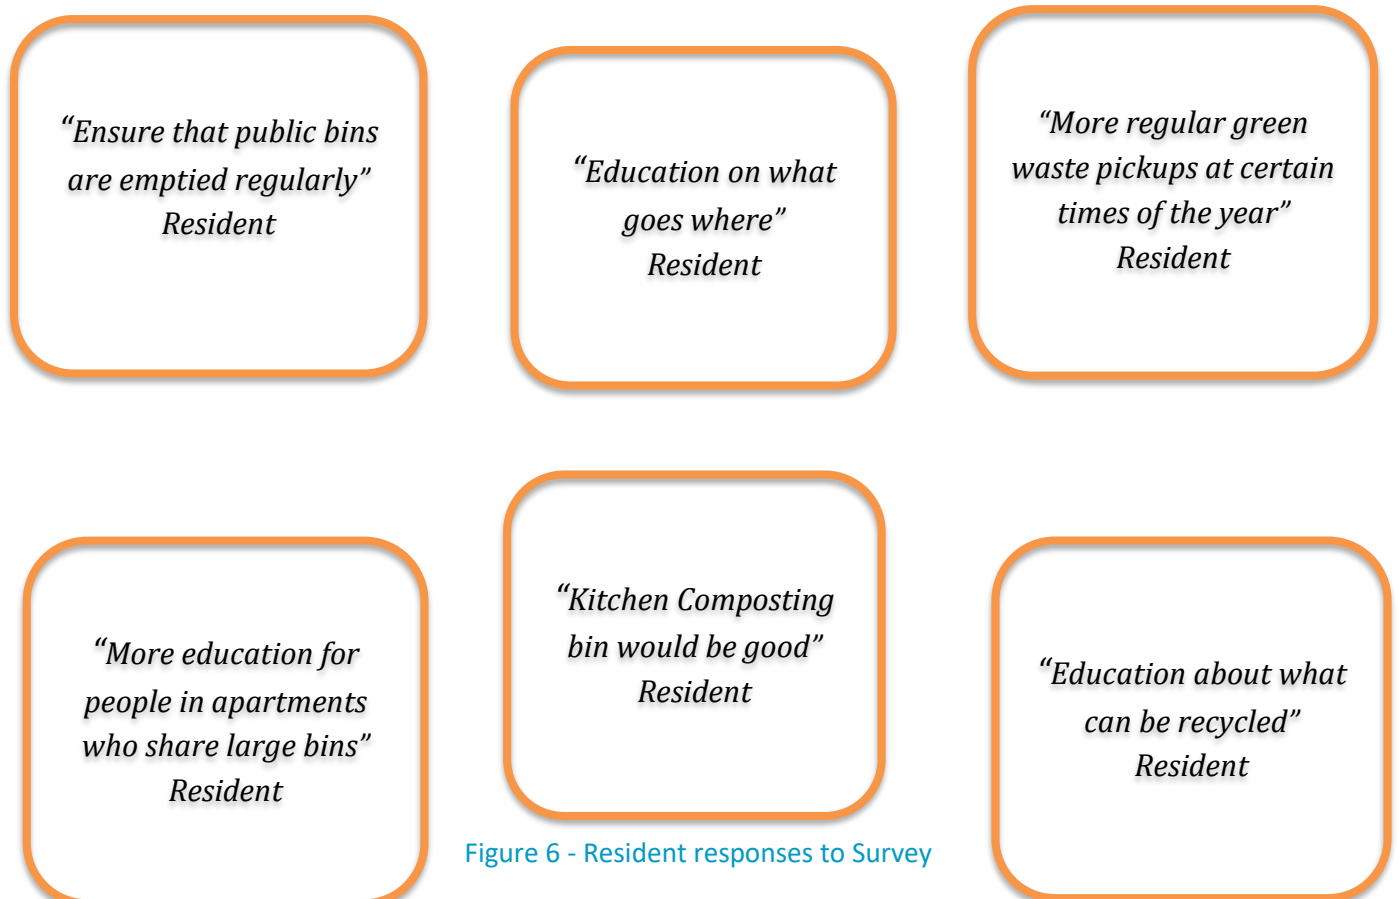 “Ensure that public bins
are emptied regularly”
Resident
“Education on what
goes where”
Resident
“More regular green
waste pickups at certain
times of the year”
Resident
“More education for
people in apartments
who share large bins”
Resident
“Kitchen Composting
bin would be good”
Resident
“Education about what
can be recycled”
Resident
Figure 6 - Resident responses to Survey